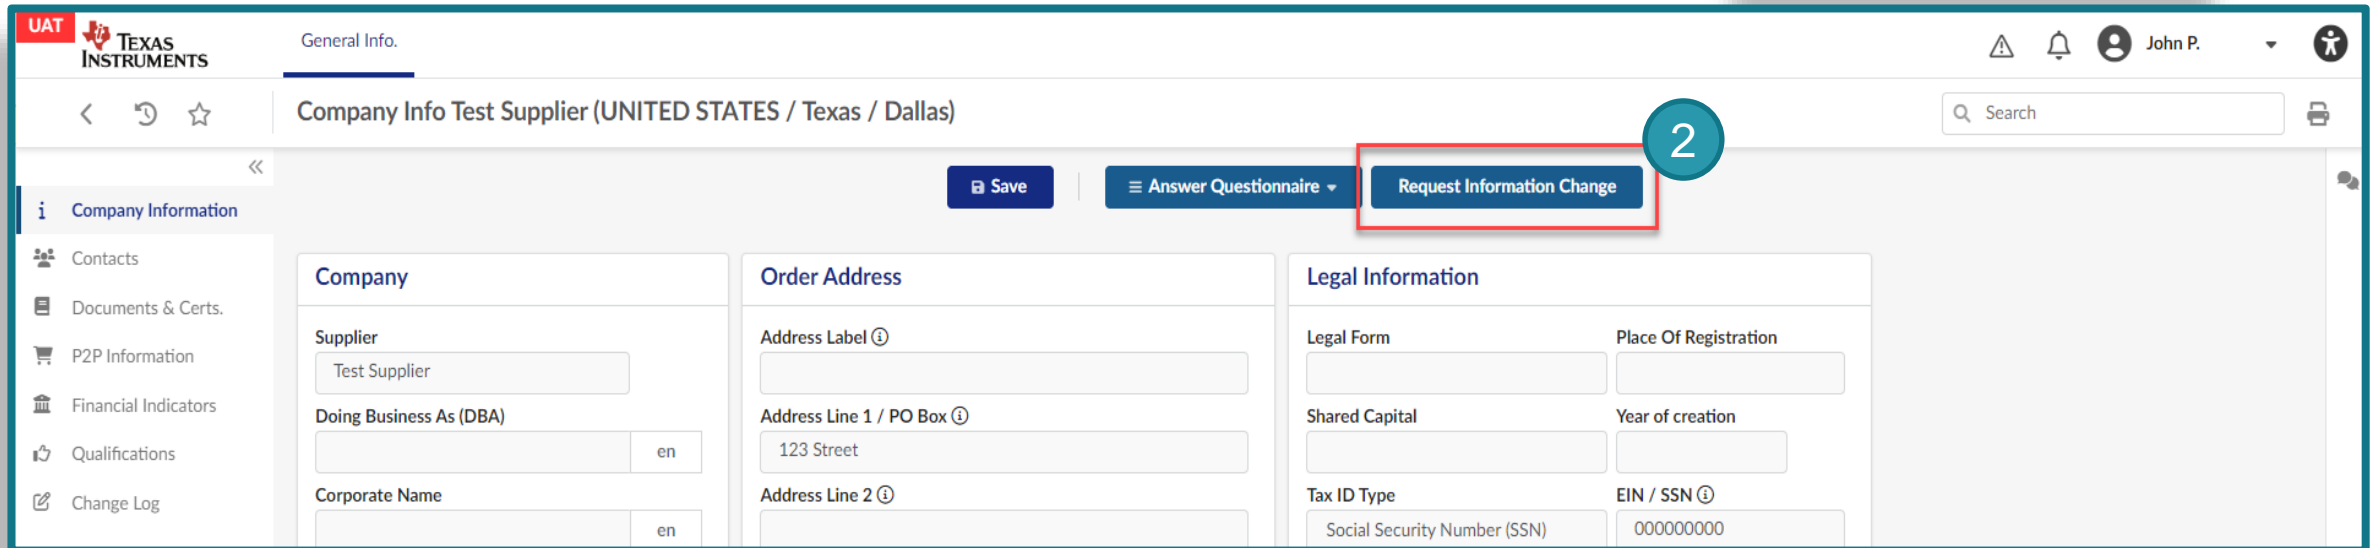 UAT
TEXAS
INSTRUMENTS
General Info.
John P.
Company Info Test Supplier (UNITED STATES / Texas / Dallas)
Search
2
Save
Answer Questionnaire
Request Information Change
Company Information
Contacts
Documents & Certs.
P2P Information
Financial Indicators
Qualifications
Change Log
Company
Supplier
Test Supplier
Doing Business As (DBA)
en
Corporate Name
en
Order Address
Address Label
Address Line 1 / PO Box
123 Street
Address Line 2
Legal Information
Legal Form
Place Of Registration
Shared Capital
Year of creation
Tax ID Type
EIN / SSN
Social Security Number (SSN)
000000000